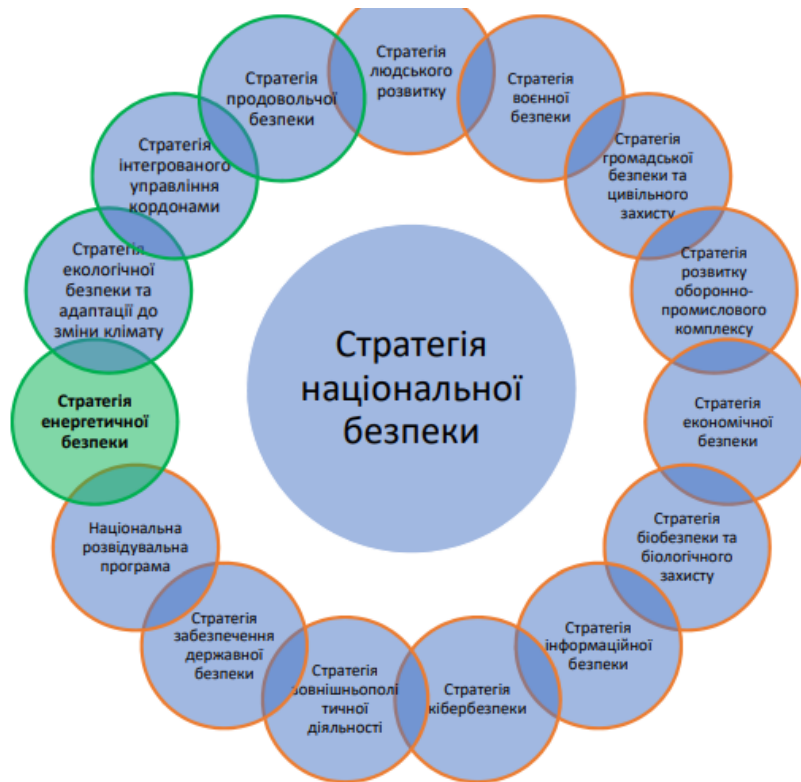 Стратегія
людського
розвитку
Стратегія
воєнної
безпеки
Стратегія
громадської
безпеки та
цивільного
захисту
Стратегія
розвитку
оборонно-
промислового
комплексу
Стратегія
економічної
безпеки
Стратегія
біобезпеки та
біологічного
захисту
Стратегія
інформаційної
безпеки
Стратегія
кібербезпеки
Стратегія
зовнішньополі
тичної
діяльності
Стратегія
забезпечення
державної
безпеки
Національна
розвідувальна
програма
Стратегія
енергетичної
безпеки
Стратегія
екологічної
безпеки та
адаптації до
зміни клімату
Стратегія
інтегрованого
управління
кордонами
Стратегія
продовольчої
безпеки
Стратегія
національної
безпеки